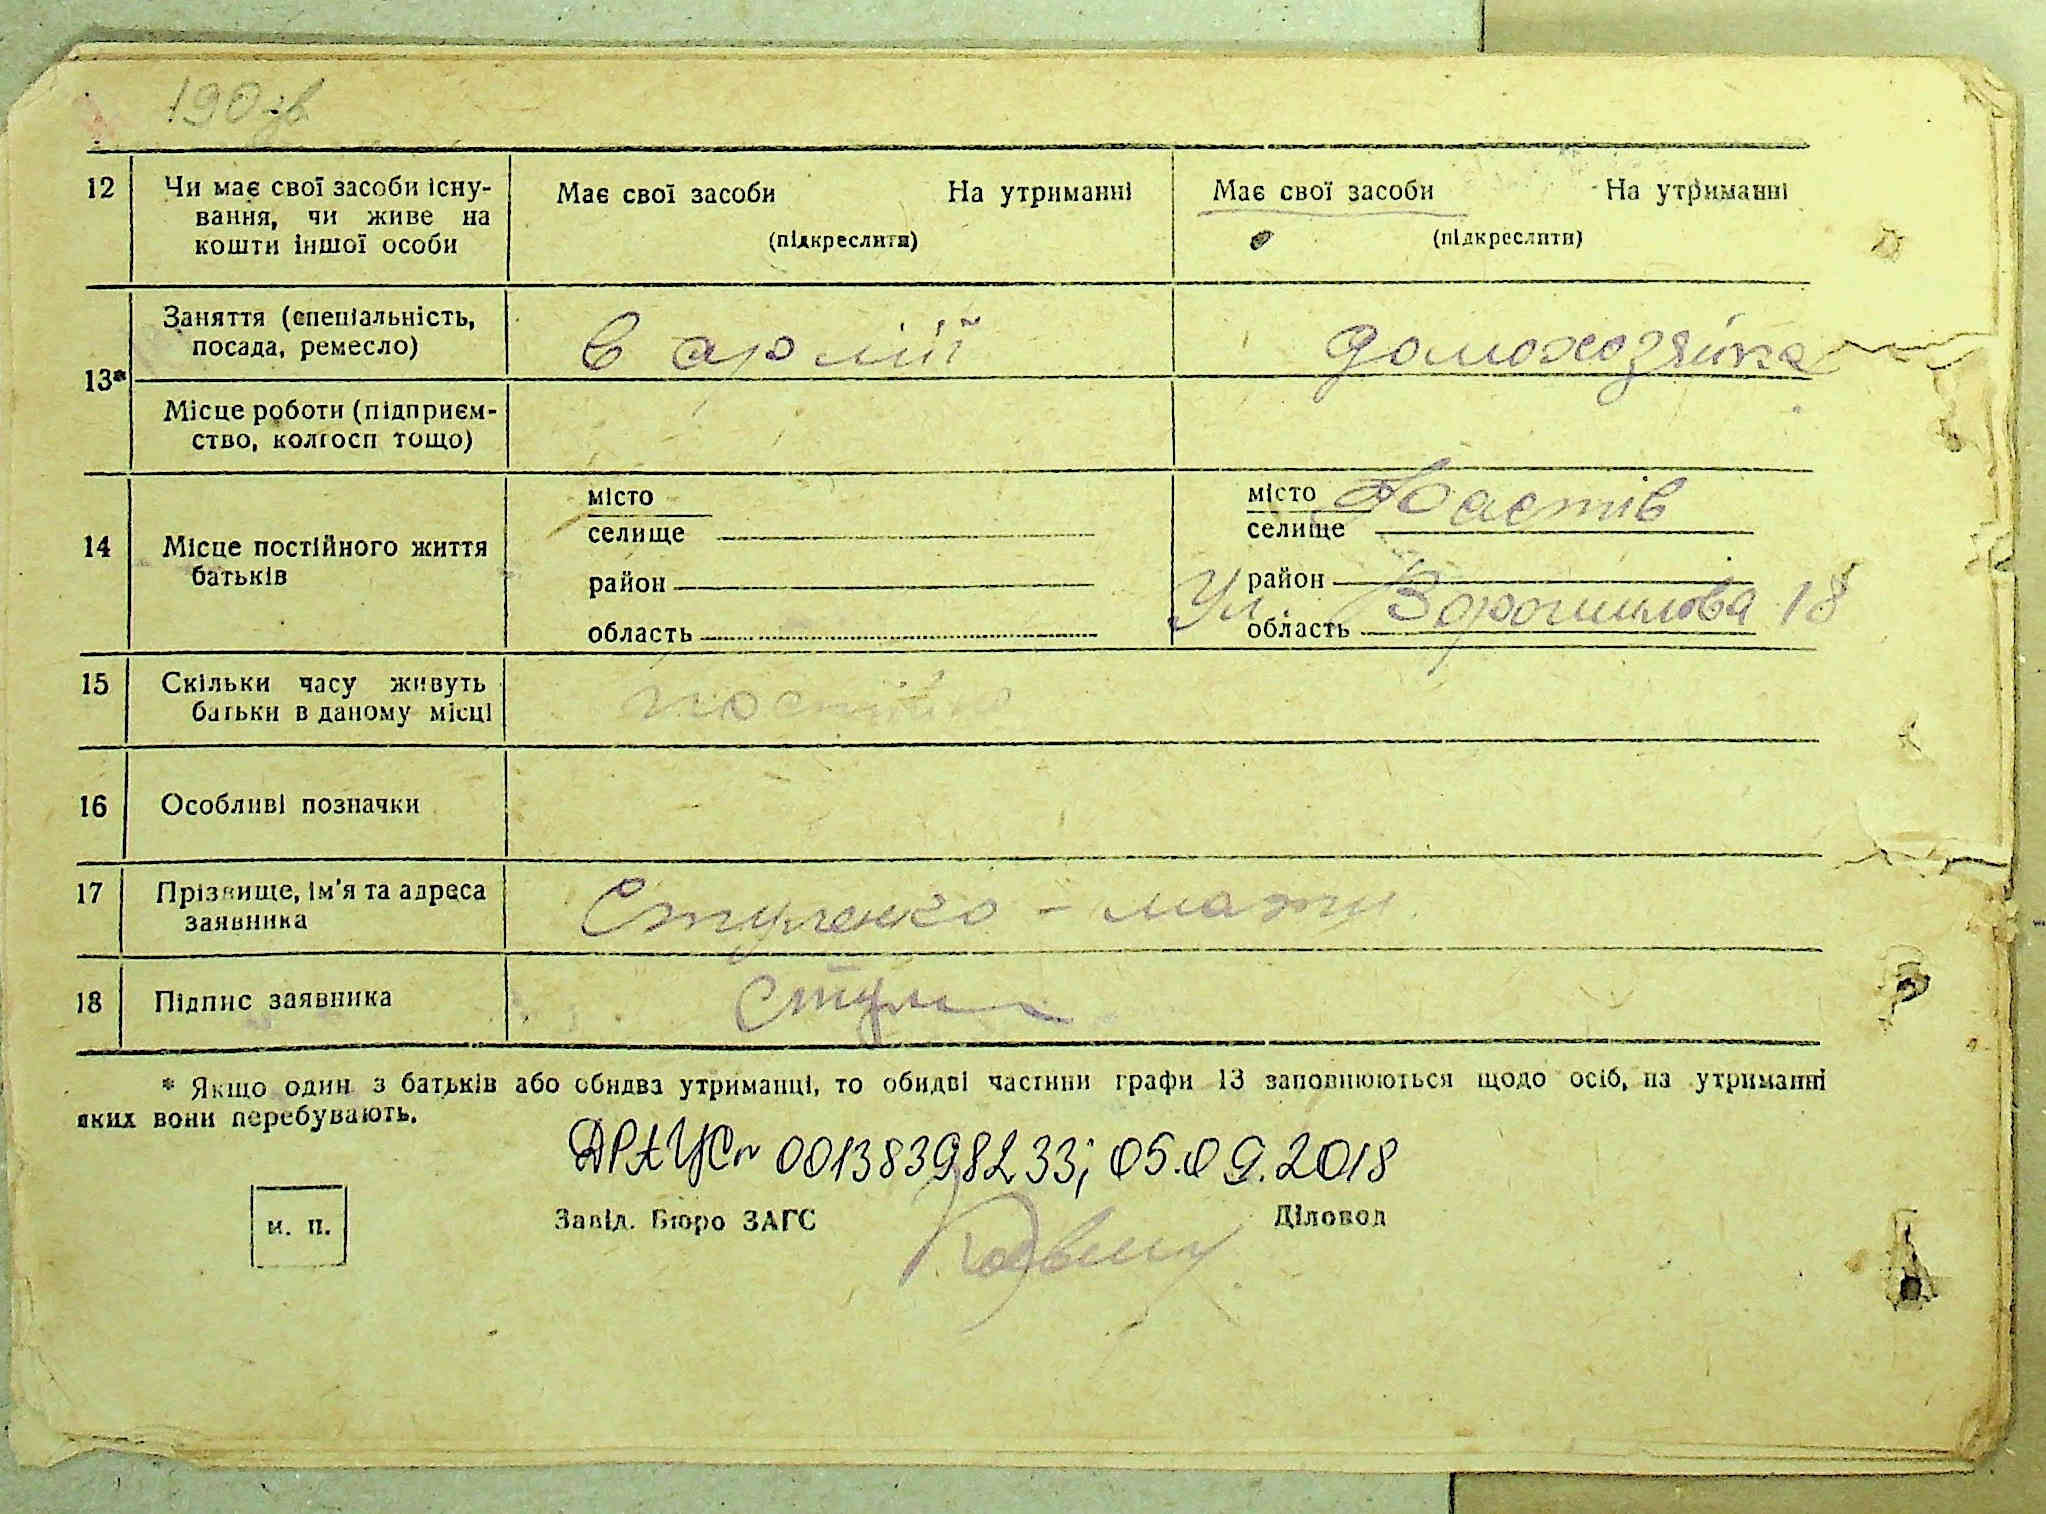 190 зв
12 Чи має свої засоби існу- Має свої засоби На утриманні Має свої засоби На утриманні
вання, чи живе на
кошти іншої особи (підкреслити) (підкреслити)
13* Заняття (спеціальність, в армії домохозяйка
посада, ремесло)
Місце роботи (підприєм-
ство, колгосп тощо)
14 Місце постійного життя
батьків
місто
селище
район
область
місто Фастів
селище
район
Ул. Ворошилова 18
область
15 Скільки часу живуть постійно
батьки в даному місці
16 Особливі позначки
17 Прізвище, ім'я та адреса - мати
заявника
18 Підпис заявника
* Якщо один з батьків або обидва утриманці, то обидві частини графи 13 заповнюються щодо осіб, на утриманні
яких вони перебувають.
00138398233; 05.09.2018
м. п. Завід. Бюро ЗАГС Діловод